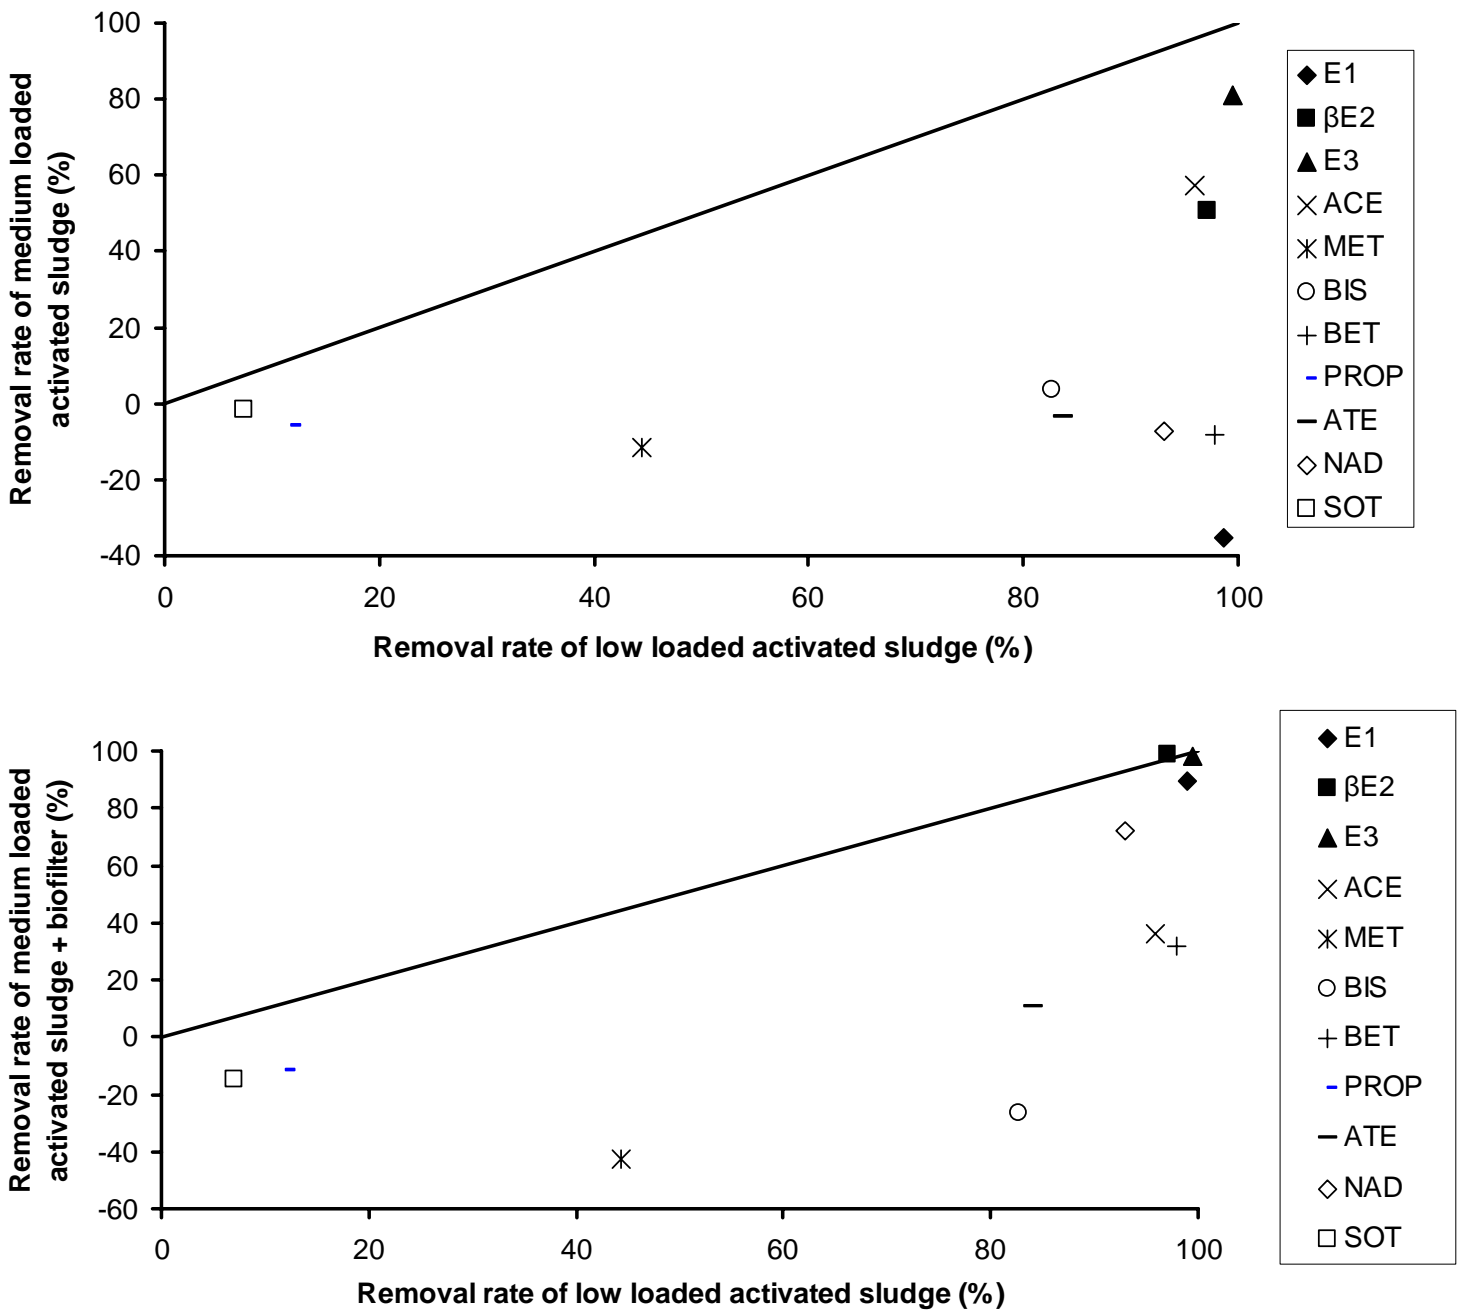 100
80
60
40
20
0
-20
-40
Removal rate of medium loaded
activated sludge (%)
0 20 40 60 80 100
Removal rate of low loaded activated sludge (%)
E1
βE2
E3
ACE
MET
BIS
BET
PROP
ATE
NAD
SOT
100
80
60
40
20
0
-20
-40
-60
Removal rate of medium loaded
activated sludge + biofilter (%)
0 20 40 60 80 100
Removal rate of low loaded activated sludge (%)
E1
βE2
E3
ACE
MET
BIS
BET
PROP
ATE
NAD
SOT